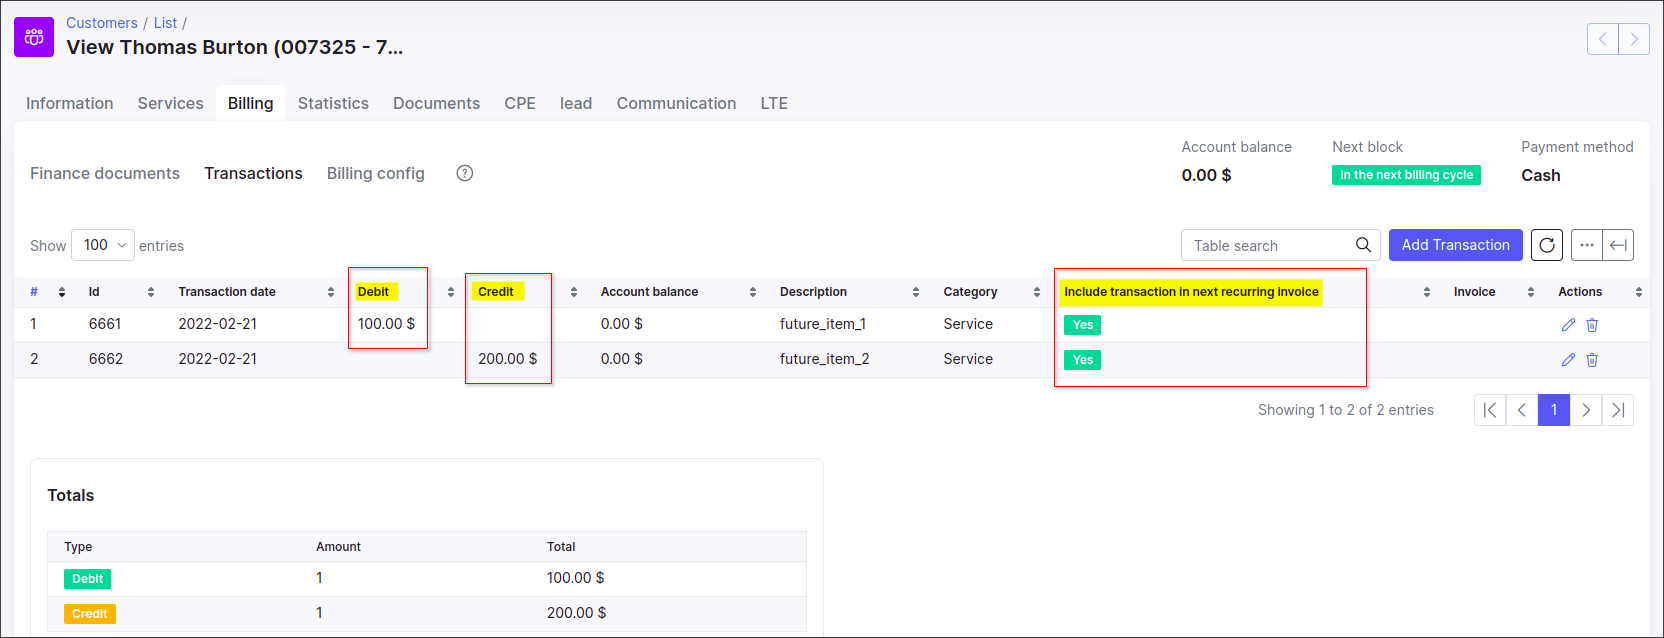 Customers / List /
View Thomas Burton (007325 - 7...
Information Services Billing Statistics Documents CPE lead Communication LTE
Account balance Next block Payment method
Finance documents Transactions Billing config ?
0.00 $ In the next billing cycle Cash
Show 100 entries Table search Add Transaction ...
# Id Transaction date Debit Credit Account balance Description Category Include transaction in next recurring invoice Invoice Actions
1 6661 2022-02-21 100.00 $ 0.00 $ future_item_1 Service Yes
2 6662 2022-02-21 200.00 $ 0.00 $ future_item_2 Service Yes
Showing 1 to 2 of 2 entries 1
Totals
Type Amount Total
Debit 1 100.00 $
Credit 1 200.00 $